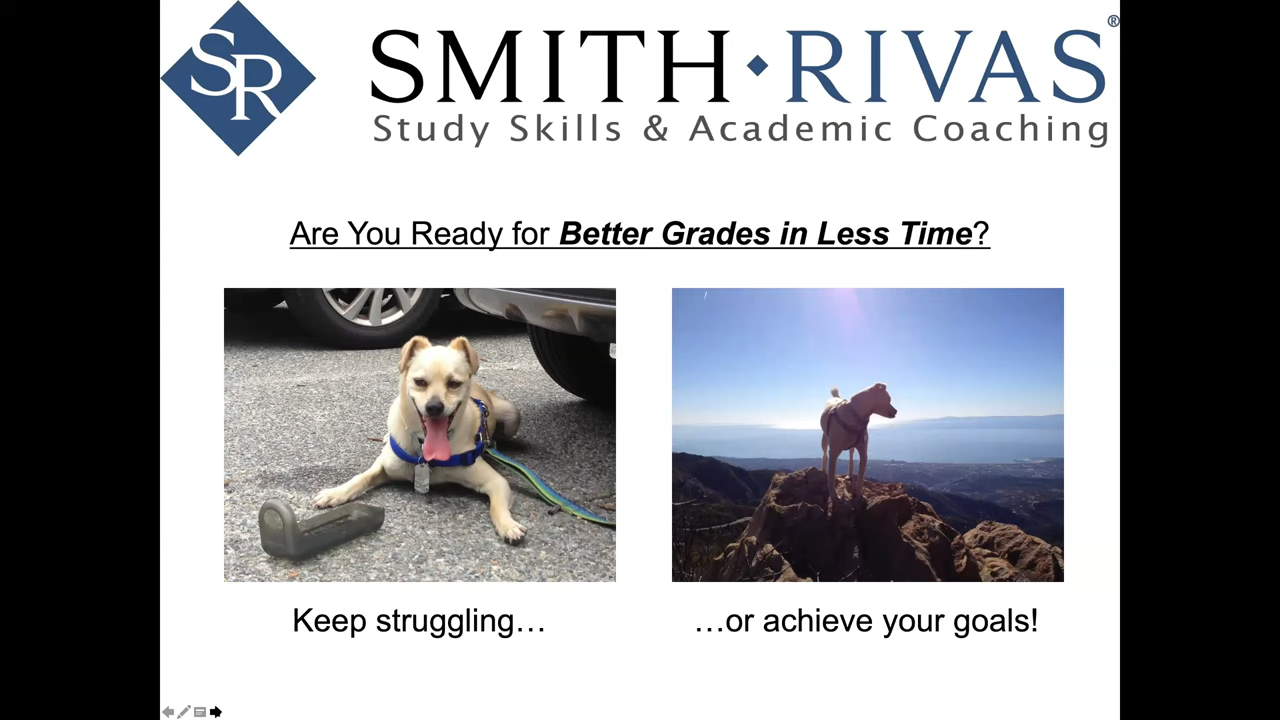 SR
SMITH RIVAS®
Study Skills & Academic Coaching
Are You Ready for Better Grades in Less Time?
Keep struggling…
…or achieve your goals!